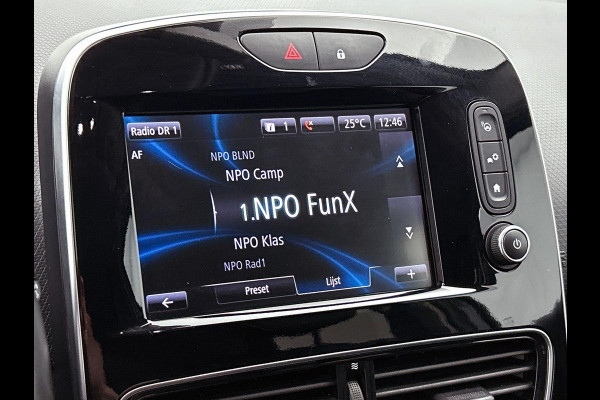 Radio DR 1
i 1
25°C
12:46
AF
NPO BLND
NPO Camp
1.NPO FunX
NPO Klas
NPO Rad1
Preset
Lijst
+